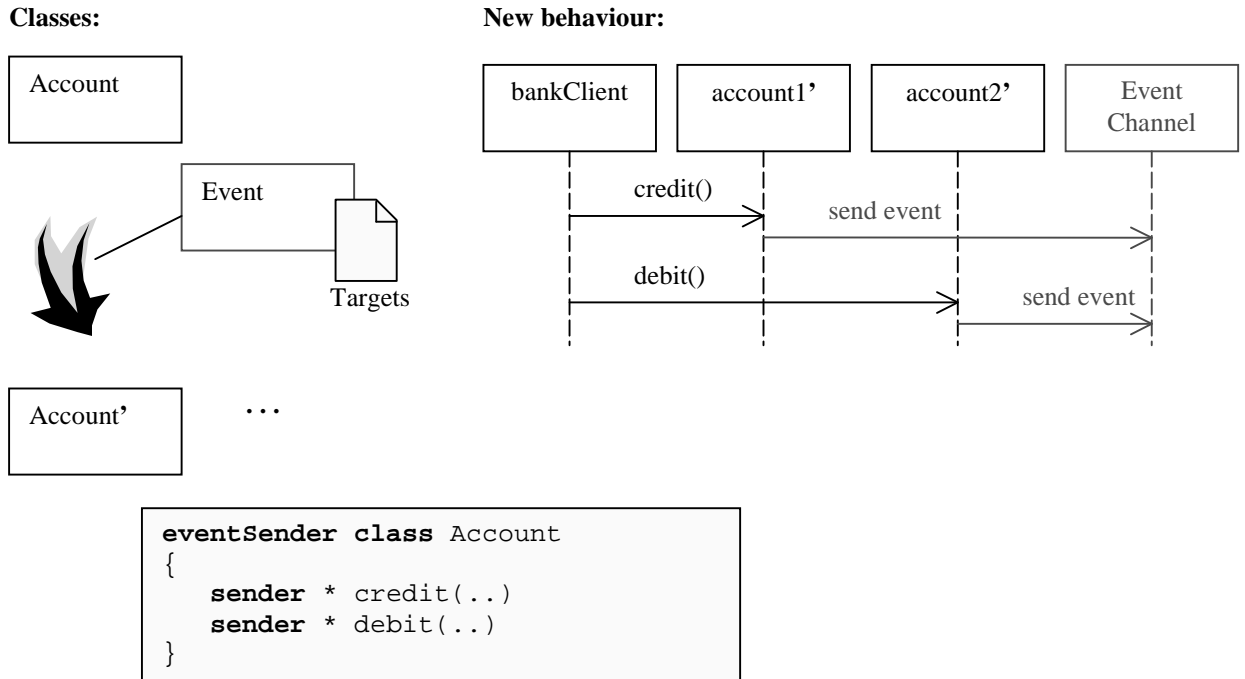 Classes:
Account
Event
Targets
Account’
...
New behaviour:
bankClient
account1’
account2’
Event
Channel
credit()
send event
debit()
send event
eventSender class Account
{
   sender * credit(..)
   sender * debit(..)
}